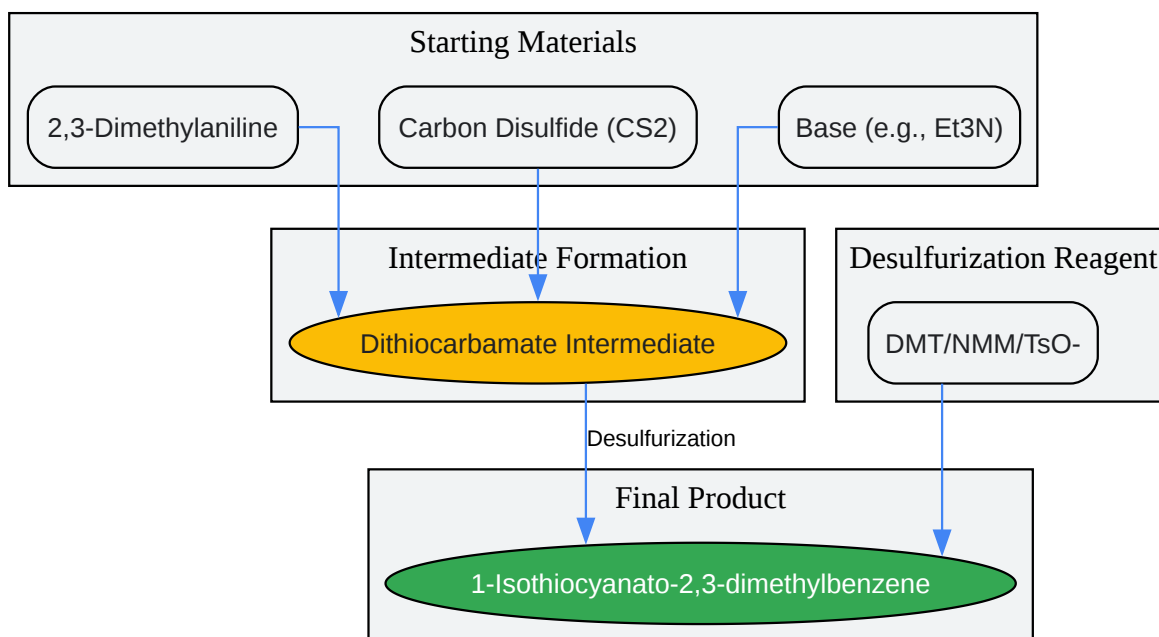 Starting Materials
2,3-Dimethylaniline
Carbon Disulfide (CS2)
Base (e.g., Et3N)
Intermediate Formation
Desulfurization Reagent
Dithiocarbamate Intermediate
DMT/NMM/TsO-
Desulfurization
Final Product
1-Isothiocyanato-2,3-dimethylbenzene